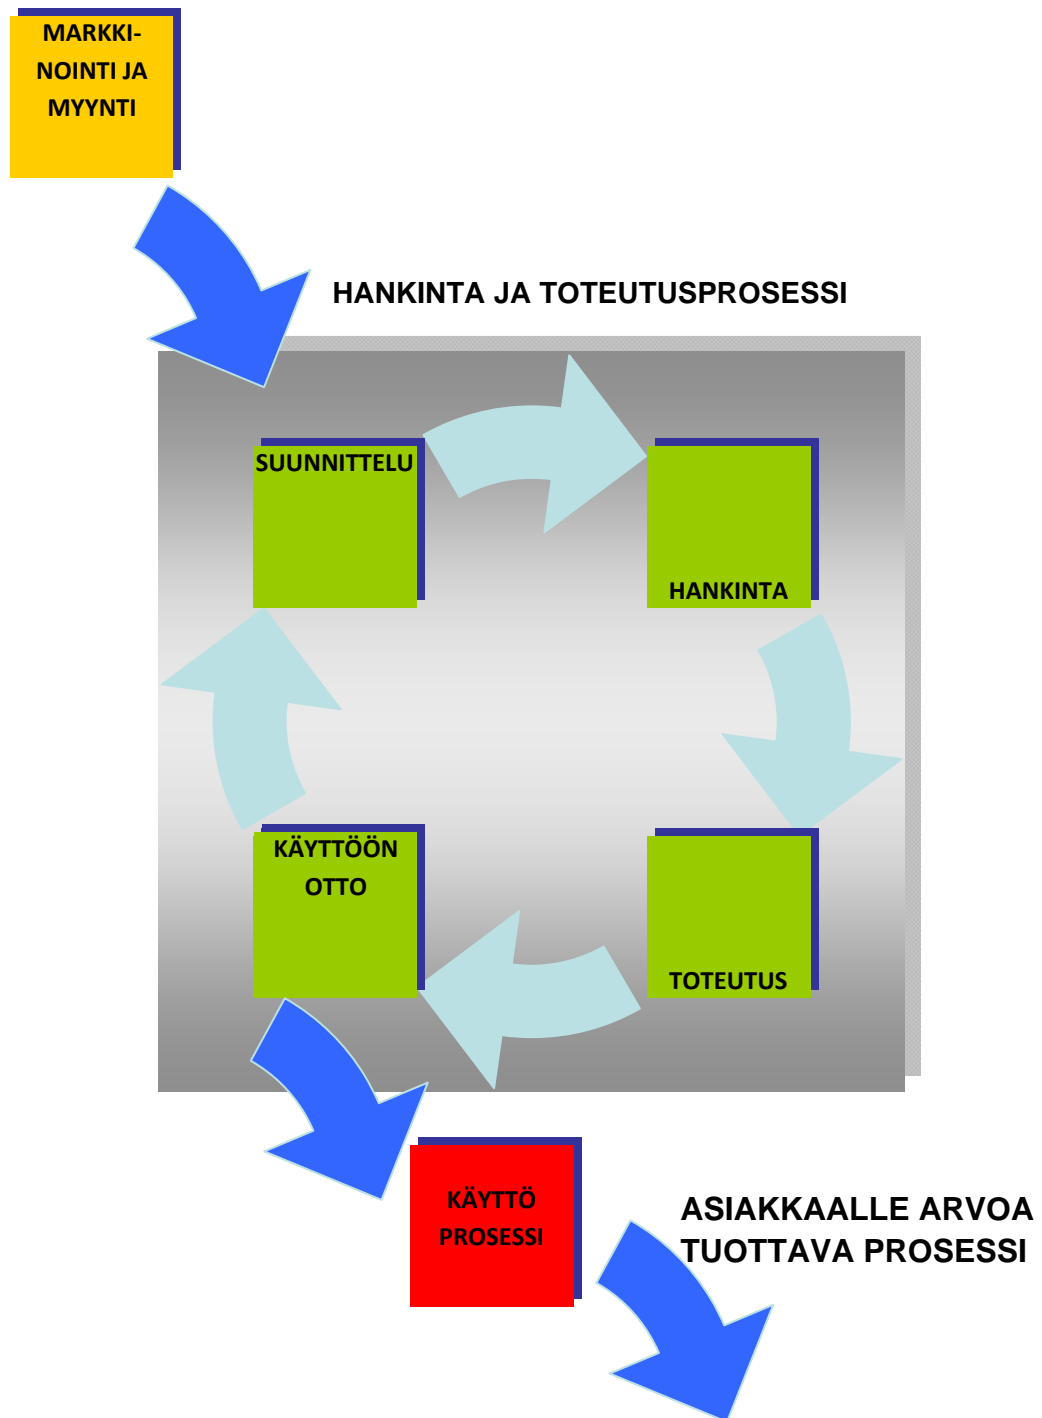 MARKKI-
NOINTI JA
MYYNTI
HANKINTA JA TOTEUTUSPROSESSI
SUUNNITTELU
HANKINTA
KÄYTTÖÖN
OTTO
TOTEUTUS
KÄYTTÖ
PROSESSI
ASIAKKAALLE ARVOA
TUOTTAVA PROSESSI